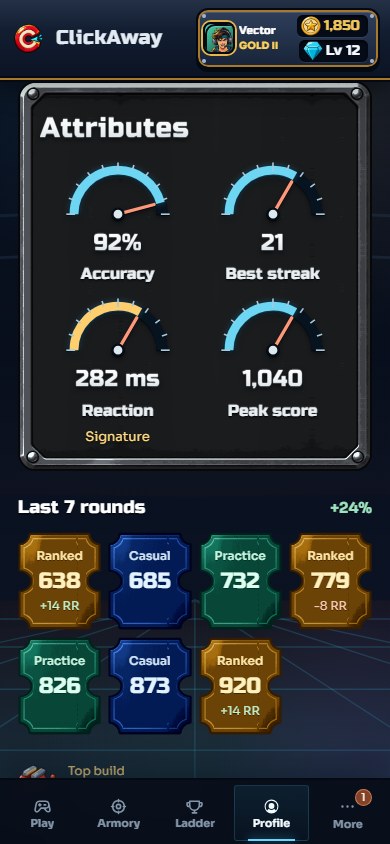 ClickAway
Vector
GOLD II
1,850
Lv 12
Attributes
92%
Accuracy
21
Best streak
282 ms
Reaction
Signature
1,040
Peak score
Last 7 rounds
+24%
Ranked
638
+14 RR
Casual
685
Practice
732
Ranked
779
-8 RR
Practice
826
Casual
873
Ranked
920
+14 RR
Top build
Play
Armory
Ladder
Profile
1
More